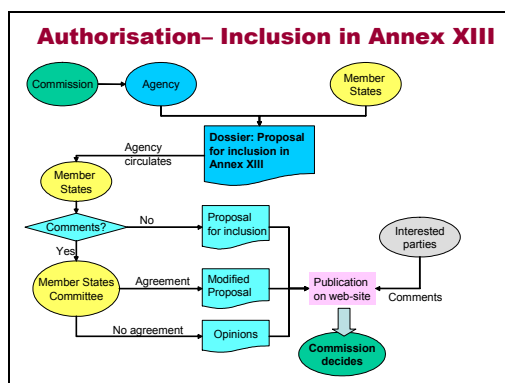 Authorisation– Inclusion in Annex XIII
Commission
Agency
Member
States
Dossier: Proposal
for inclusion in
Annex XIII
Agency
circulates
Member
States
Comments?
No
Proposal
for inclusion
Interested
parties
Yes
Member States
Committee
Agreement
Modified
Proposal
Publication
on web-site
Comments
No agreement
Opinions
Commission
decides